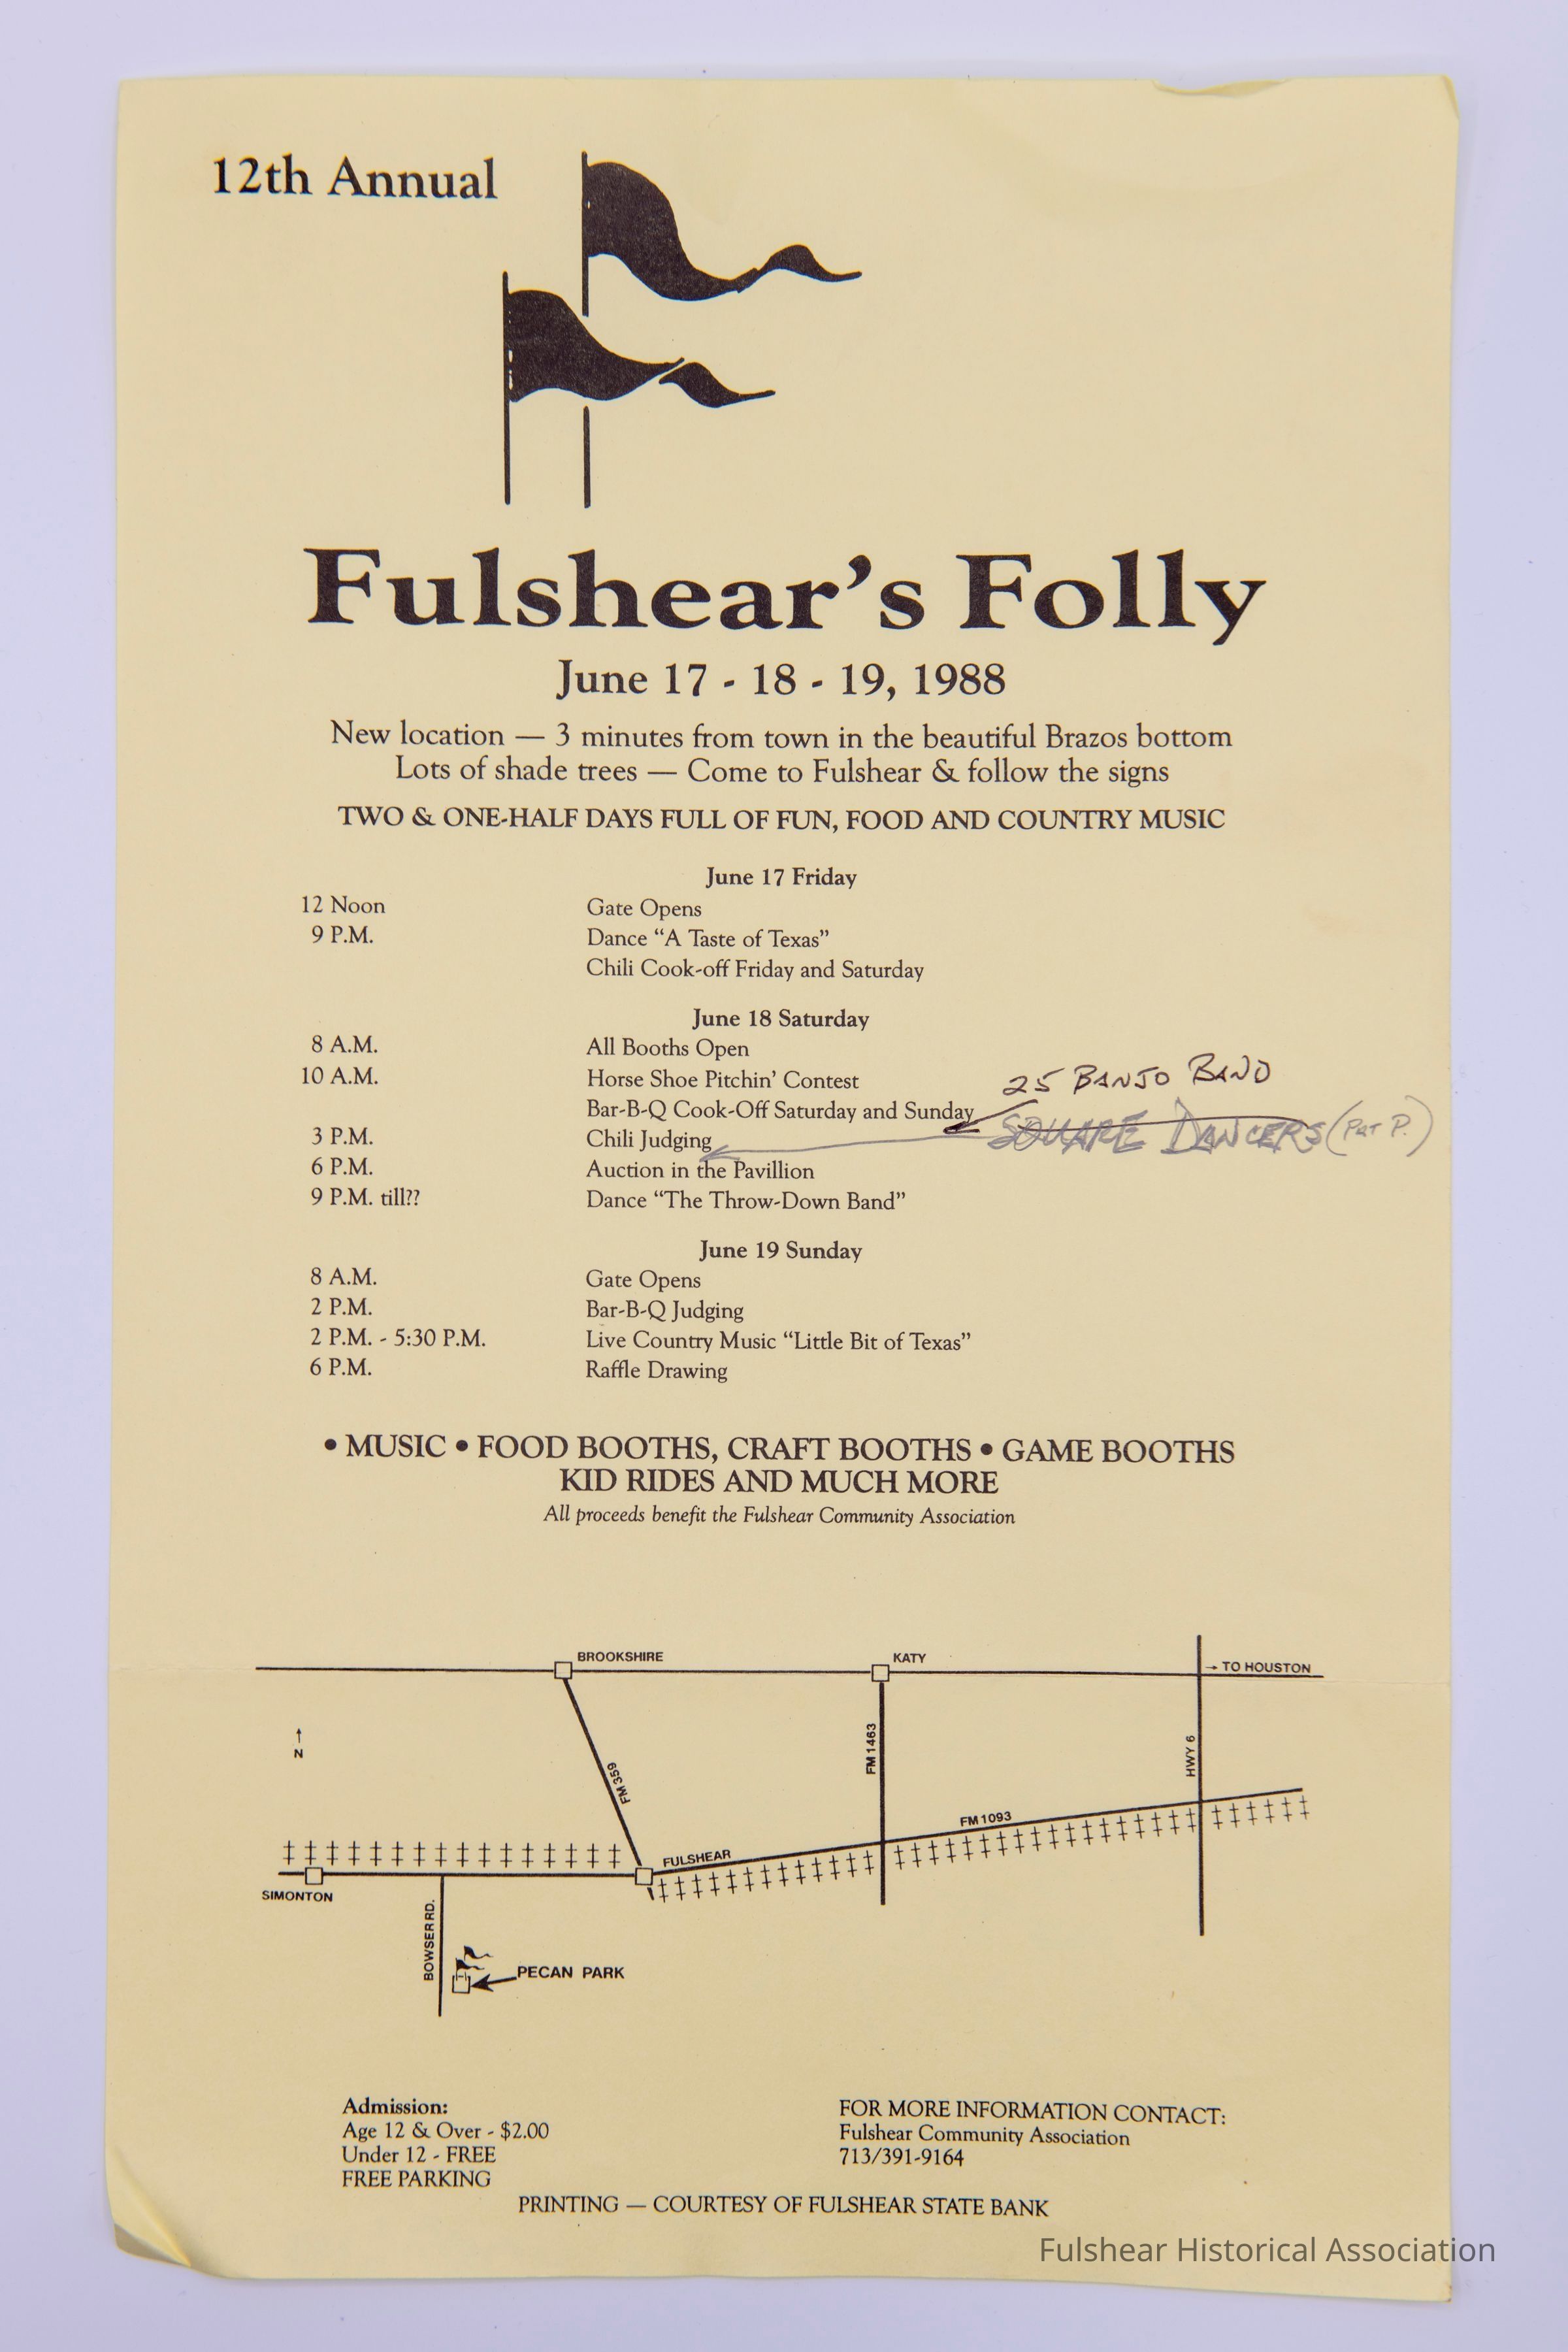 12th Annual
Fulshear's Folly
June 17 - 18 - 19, 1988
New location — 3 minutes from town in the beautiful Brazos bottom
Lots of shade trees — Come to Fulshear & follow the signs
TWO & ONE-HALF DAYS FULL OF FUN, FOOD AND COUNTRY MUSIC
June 17 Friday
12 Noon Gate Opens
9 P.M. Dance “A Taste of Texas”
Chili Cook-off Friday and Saturday
June 18 Saturday
8 A.M. All Booths Open
10 A.M. Horse Shoe Pitchin' Contest
25 BANJO BAND
Bar-B-Q Cook-Off Saturday and Sunday
SQUARE DANCERS (PAT P.)
3 P.M. Chili Judging
6 P.M. Auction in the Pavillion
9 P.M. till?? Dance “The Throw-Down Band”
June 19 Sunday
8 A.M. Gate Opens
2 P.M. Bar-B-Q Judging
2 P.M. - 5:30 P.M. Live Country Music “Little Bit of Texas”
6 P.M. Raffle Drawing
• MUSIC • FOOD BOOTHS, CRAFT BOOTHS • GAME BOOTHS
KID RIDES AND MUCH MORE
All proceeds benefit the Fulshear Community Association
BROOKSHIRE
KATY
→ TO HOUSTON
N
FM 359
FM 1463
HWY 6
FM 1093
FULSHEAR
SIMONTON
BOWSER RD.
PECAN PARK
Admission:
Age 12 & Over - $2.00
Under 12 - FREE
FREE PARKING
FOR MORE INFORMATION CONTACT:
Fulshear Community Association
713/391-9164
PRINTING — COURTESY OF FULSHEAR STATE BANK
Fulshear Historical Association